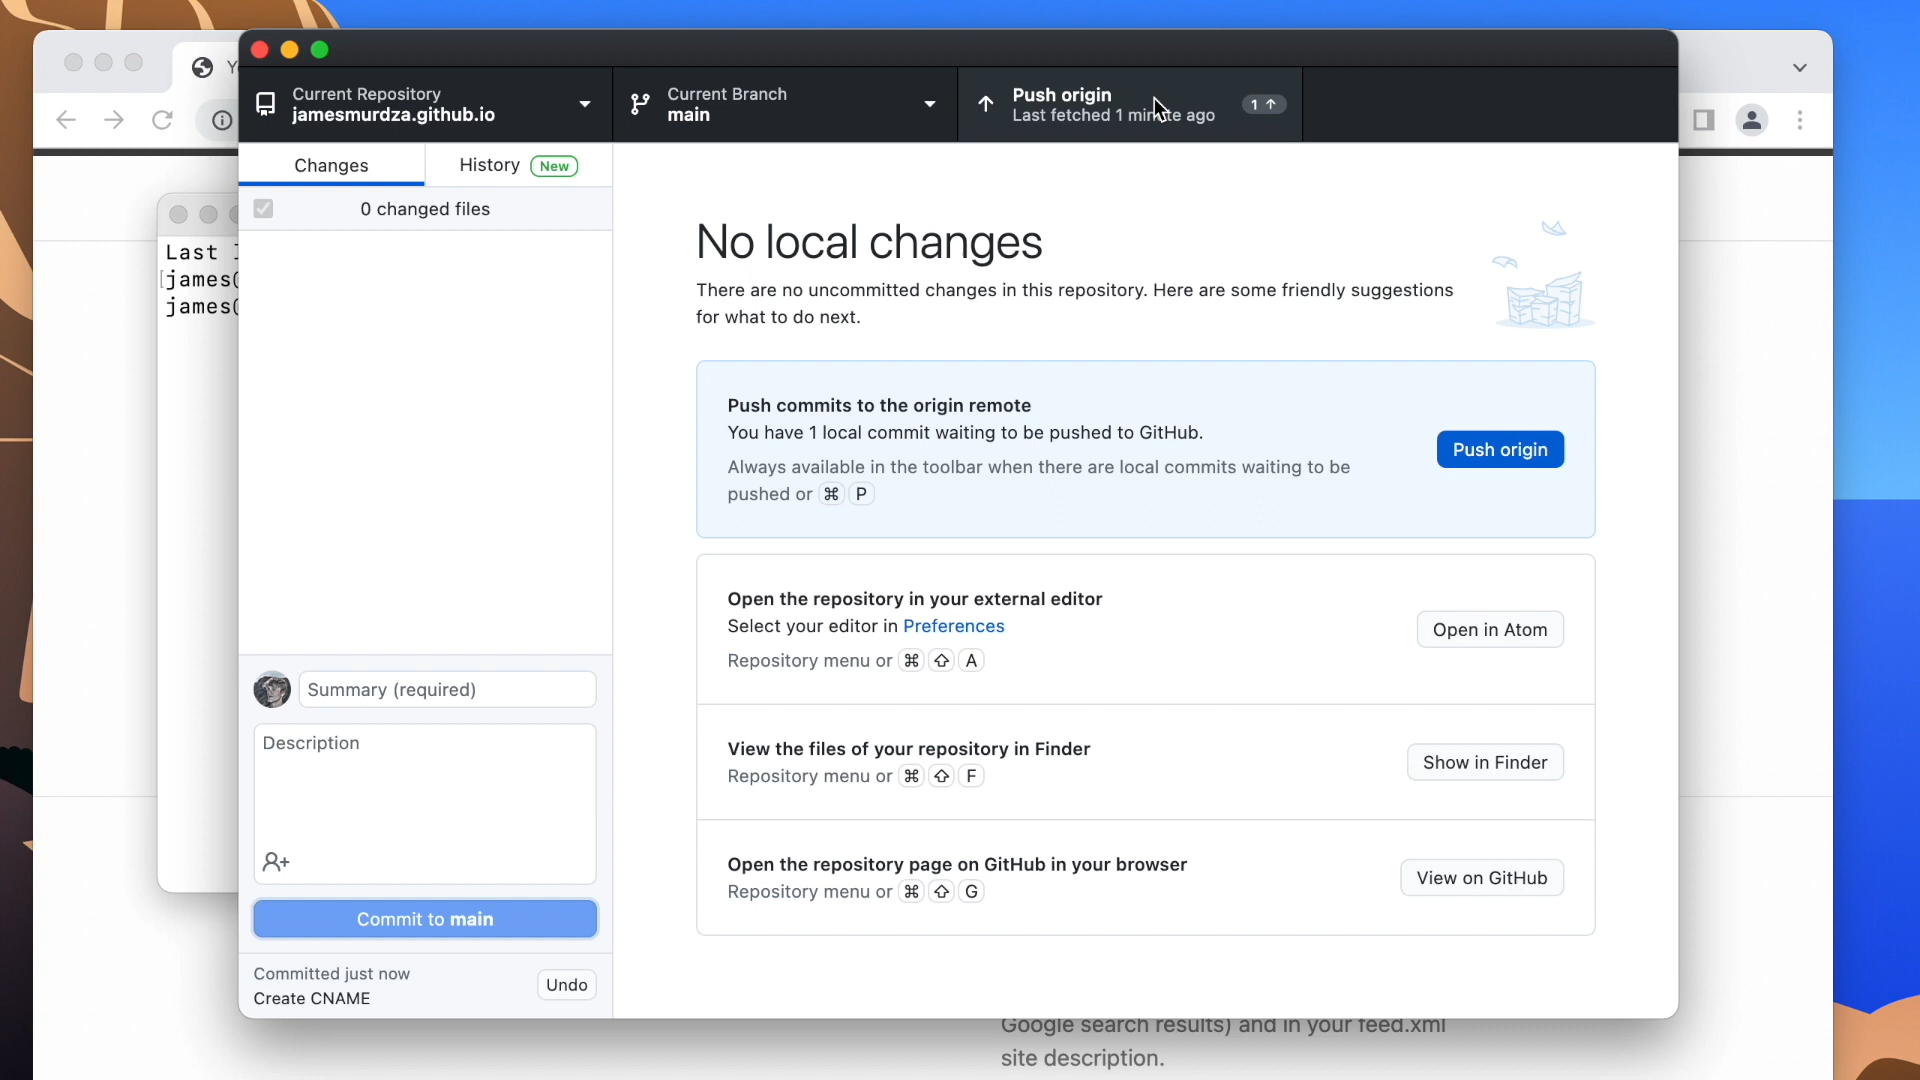 Current Repository
jamesmurdza.github.io
Current Branch
main
Push origin
Last fetched 1 minute ago
1
Changes
History New
0 changed files
Last
james@
james@
No local changes
There are no uncommitted changes in this repository. Here are some friendly suggestions
for what to do next.
Push commits to the origin remote
You have 1 local commit waiting to be pushed to GitHub.
Always available in the toolbar when there are local commits waiting to be
pushed or ⌘ P
Push origin
Open the repository in your external editor
Select your editor in Preferences
Repository menu or ⌘ ⇧ A
Open in Atom
View the files of your repository in Finder
Repository menu or ⌘ ⇧ F
Show in Finder
Open the repository page on GitHub in your browser
Repository menu or ⌘ ⇧ G
View on GitHub
Summary (required)
Description
Commit to main
Committed just now
Create CNAME
Undo
Google search results) and in your feed.xml
site description.